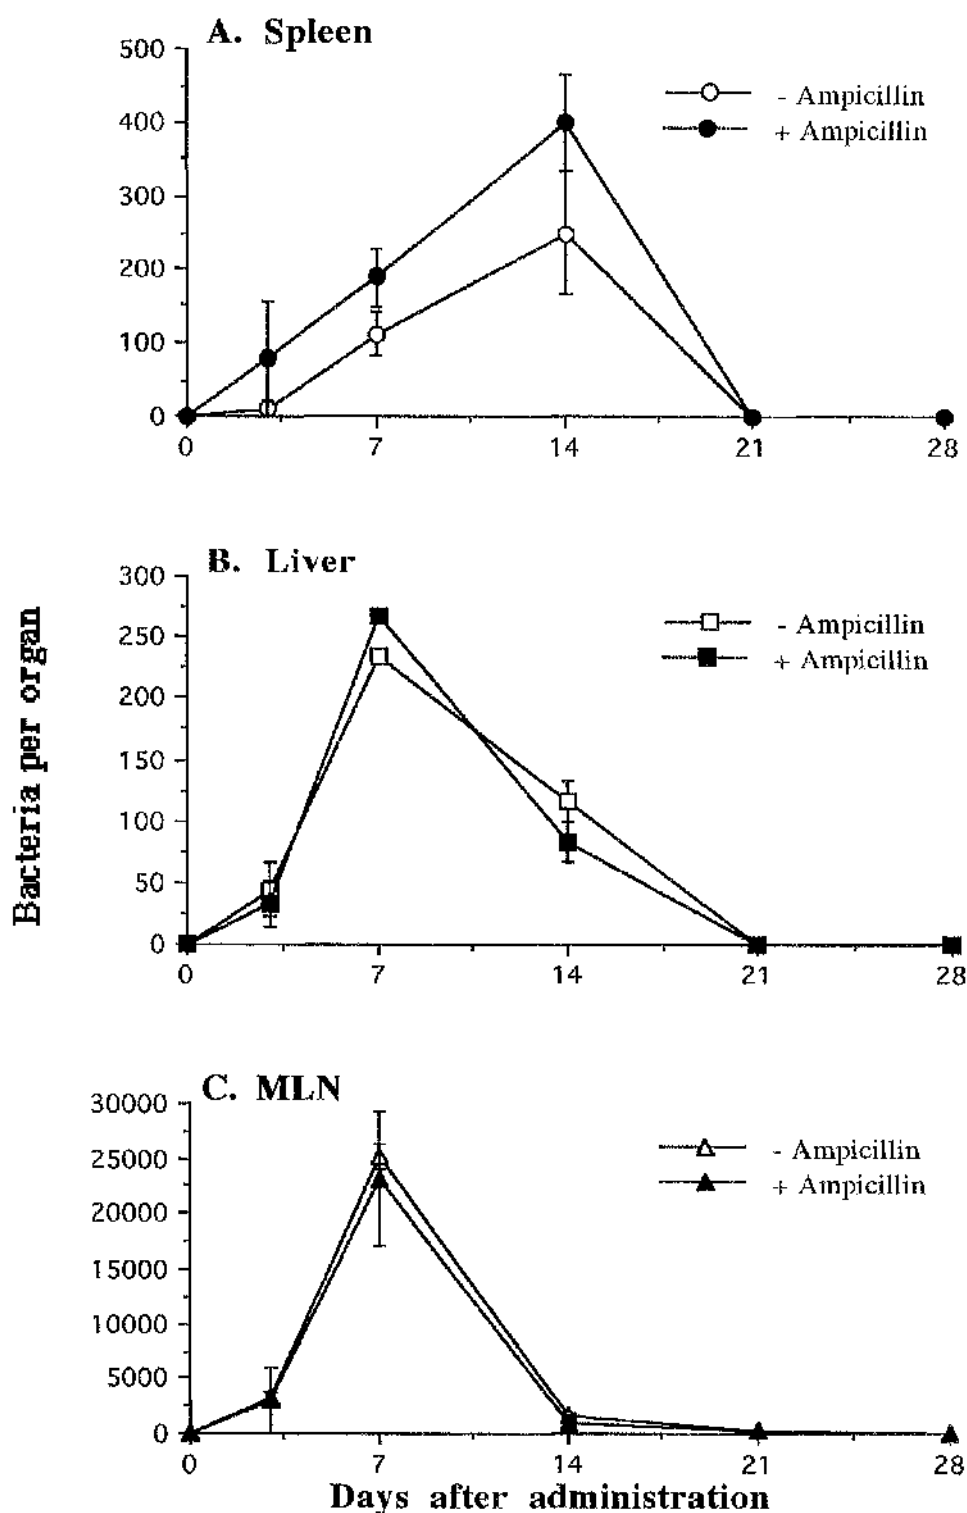 A. Spleen
500
400
300
200
100
0
- Ampicillin
+ Ampicillin
0 7 14 21 28
Bacteria per organ
B. Liver
300
250
200
150
100
50
0
- Ampicillin
+ Ampicillin
0 7 14 21 28
C. MLN
30000
25000
20000
15000
10000
5000
0
- Ampicillin
+ Ampicillin
0 7 14 21 28
Days after administration